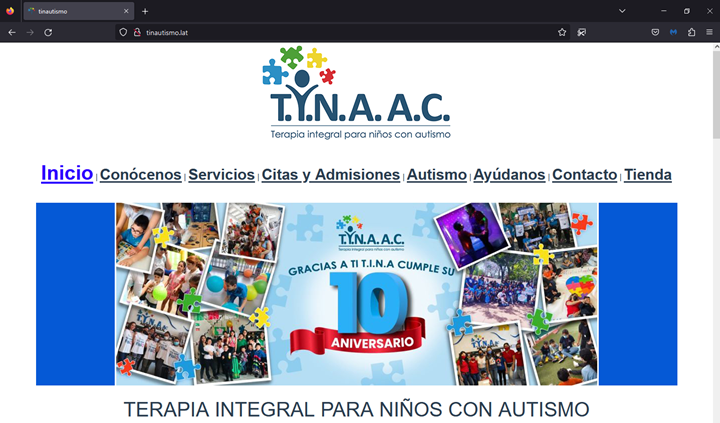 tinautismo
tinautismo.lat
T.I.N.A. A.C.
Terapia integral para niños con autismo
Inicio | Conócenos | Servicios | Citas y Admisiones | Autismo | Ayúdanos | Contacto | Tienda
T.I.N.A.A.C.
Terapia integral para niños con autismo
GRACIAS A TI T.I.N.A CUMPLE SU
10
ANIVERSARIO
TERAPIA INTEGRAL PARA NIÑOS CON AUTISMO